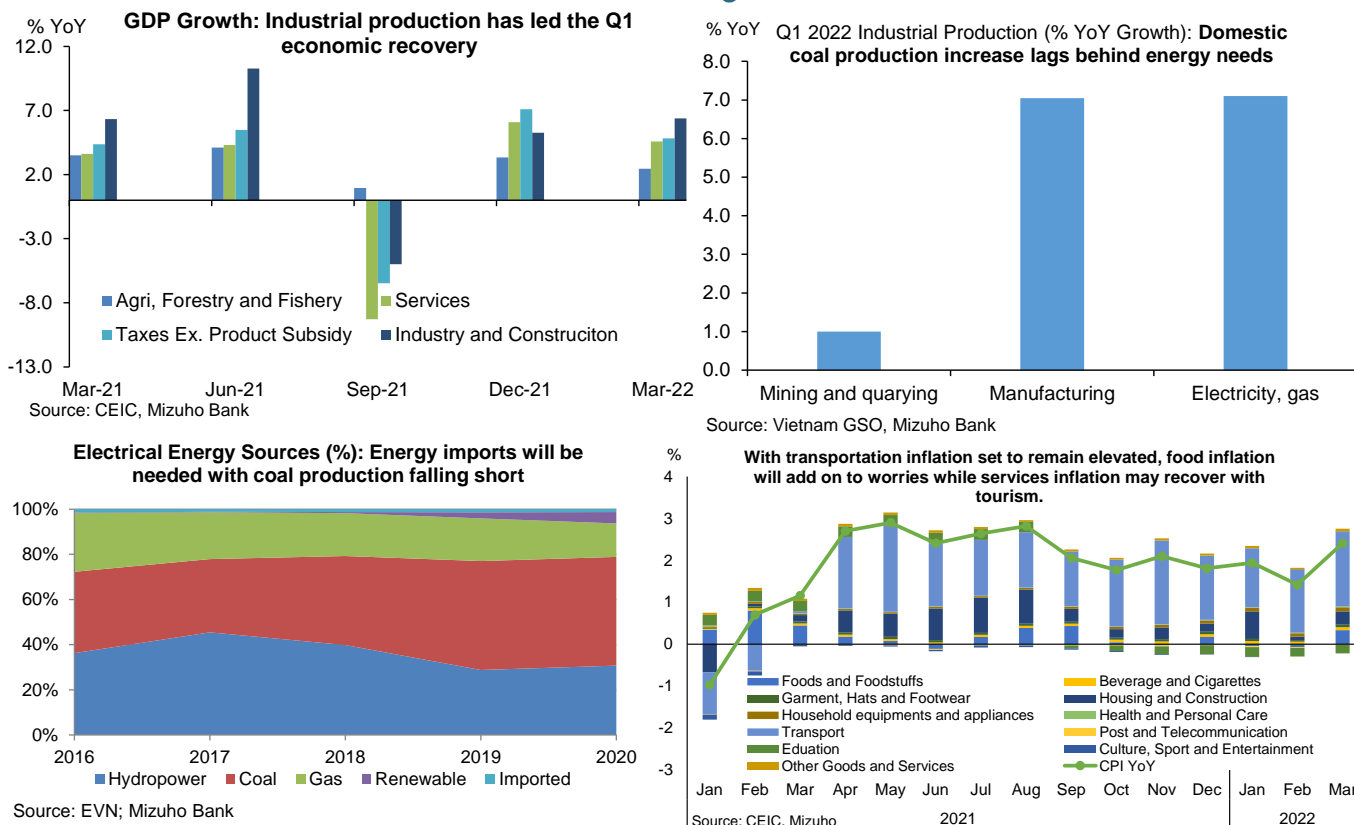 % YoY
GDP Growth: Industrial production has led the Q1
economic recovery
12.0
7.0
2.0
-3.0
-8.0
-13.0
Agri, Forestry and Fishery
Services
Taxes Ex. Product Subsidy
Industry and Construciton
Mar-21
Jun-21
Sep-21
Dec-21
Mar-22
Source: CEIC, Mizuho Bank
% YoY
Q1 2022 Industrial Production (% YoY Growth): Domestic
coal production increase lags behind energy needs
8.0
7.0
6.0
5.0
4.0
3.0
2.0
1.0
0.0
Mining and quarying
Manufacturing
Electricity, gas
Source: Vietnam GSO, Mizuho Bank
Electrical Energy Sources (%): Energy imports will be
needed with coal production falling short
100%
80%
60%
40%
20%
0%
2016
2017
2018
2019
2020
Hydropower
Coal
Gas
Renewable
Imported
Source: EVN; Mizuho Bank
%
With transportation inflation set to remain elevated, food inflation
will add on to worries while services inflation may recover with
tourism.
4
3
2
1
0
-1
-2
-3
Foods and Foodstuffs
Beverage and Cigarettes
Garment, Hats and Footwear
Housing and Construction
Household equipments and appliances
Health and Personal Care
Transport
Post and Telecommunication
Eduation
Culture, Sport and Entertainment
Other Goods and Services
CPI YoY
Jan Feb Mar Apr May Jun Jul Aug Sep Oct Nov Dec Jan Feb Mar
Source: CEIC, Mizuho
2021
2022